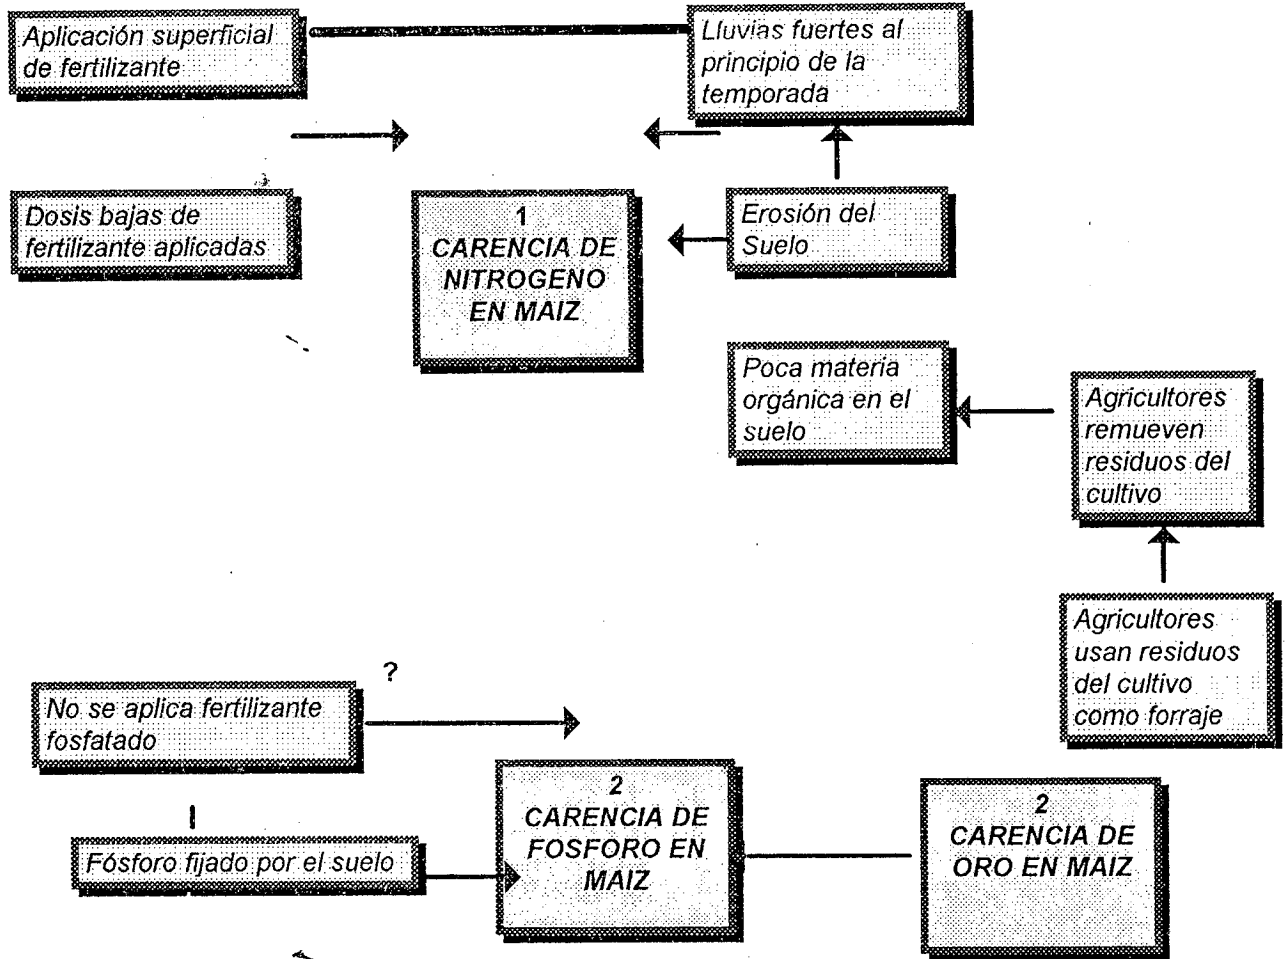 Aplicación superficial
de fertilizante
Lluvias fuertes al
principio de la
temporada
Dosis bajas de
fertilizante aplicadas
1
CARENCIA DE
NITROGENO
EN MAIZ
Erosión del
Suelo
Poca materia
orgánica en el
suelo
Agricultores
remueven
residuos del
cultivo
Agricultores
usan residuos
del cultivo
como forraje
?
No se aplica fertilizante
fosfatado
Fósforo fijado por el suelo
2
CARENCIA DE
FOSFORO EN
MAIZ
2
CARENCIA DE
ORO EN MAIZ